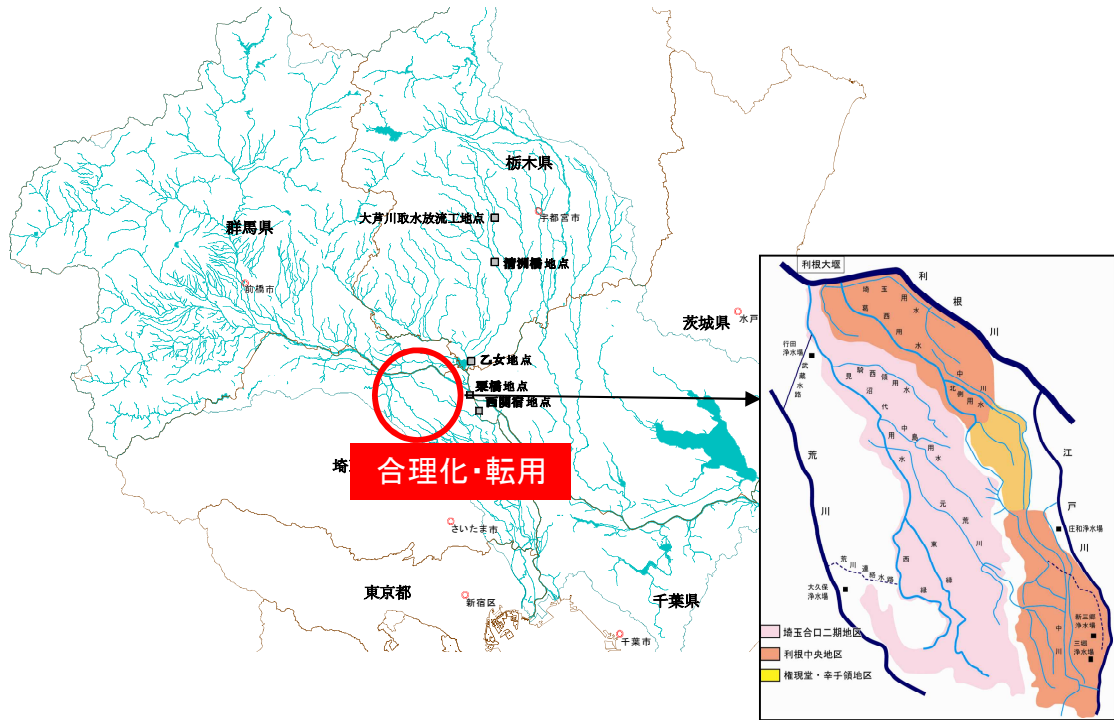 栃木県
大芦川取水放流工地点
宇都宮市
群馬県
清洲橋地点
前橋市
茨城県
水戸
乙女地点
栗橋地点
西関宿地点
合理化・転用
埼
さいたま市
東京都
新宿区
千葉県
千葉市
利根大堰
利根川
埼玉用水
葛西用水
行田
浄水場
武蔵水路
騎西領用水
見沼代用水
中島用水
中川
北側用水
荒川
元荒川
江戸川
庄和浄水場
荒川連絡水路
大久保
浄水場
東縁
西縁
新三郷
浄水場
三郷
浄水場
中川
埼玉合口二期地区
利根中央地区
権現堂・幸手領地区